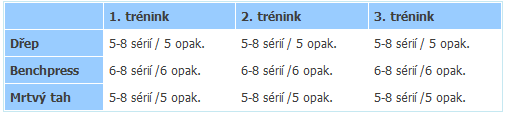 1. trénink 2. trénink 3. trénink
Dřep 5-8 sérií / 5 opak. 5-8 sérií / 5 opak. 5-8 sérií / 5 opak.
Benchpress 6-8 sérií /6 opak. 6-8 sérií /6 opak. 6-8 sérií /6 opak.
Mrtvý tah 5-8 sérií /5 opak. 5-8 sérií /5 opak. 5-8 sérií /5 opak.